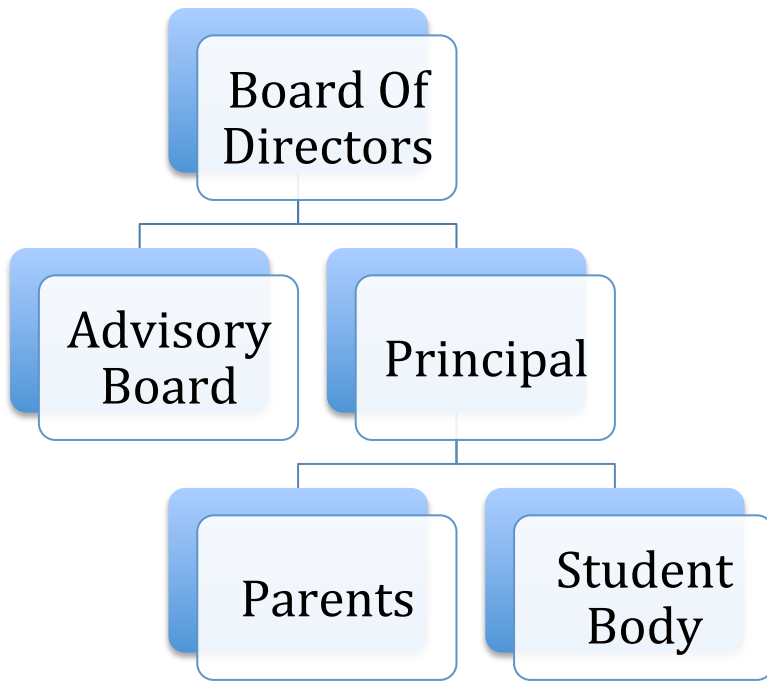 Board Of
Directors
Advisory
Board
Principal
Parents
Student
Body